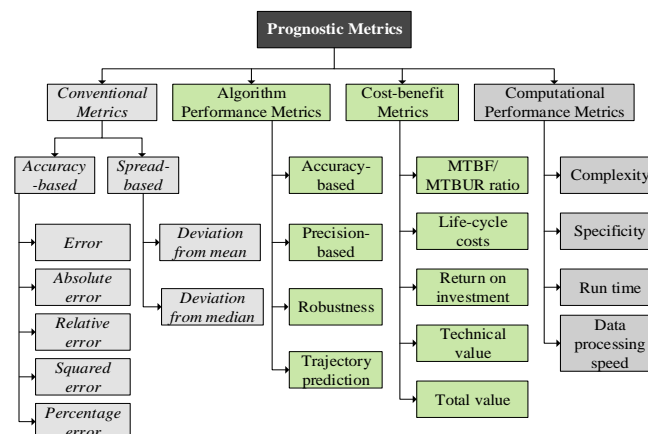 Prognostic Metrics
Conventional
Metrics
Algorithm
Performance Metrics
Cost-benefit
Metrics
Computational
Performance Metrics
Accuracy
-based
Spread-
based
Error
Absolute
error
Relative
error
Squared
error
Percentage
error
Deviation
from mean
Deviation
from median
Accuracy-
based
Precision-
based
Robustness
Trajectory
prediction
MTBF/
MTBUR ratio
Life-cycle
costs
Return on
investment
Technical
value
Total value
Complexity
Specificity
Run time
Data
processing
speed